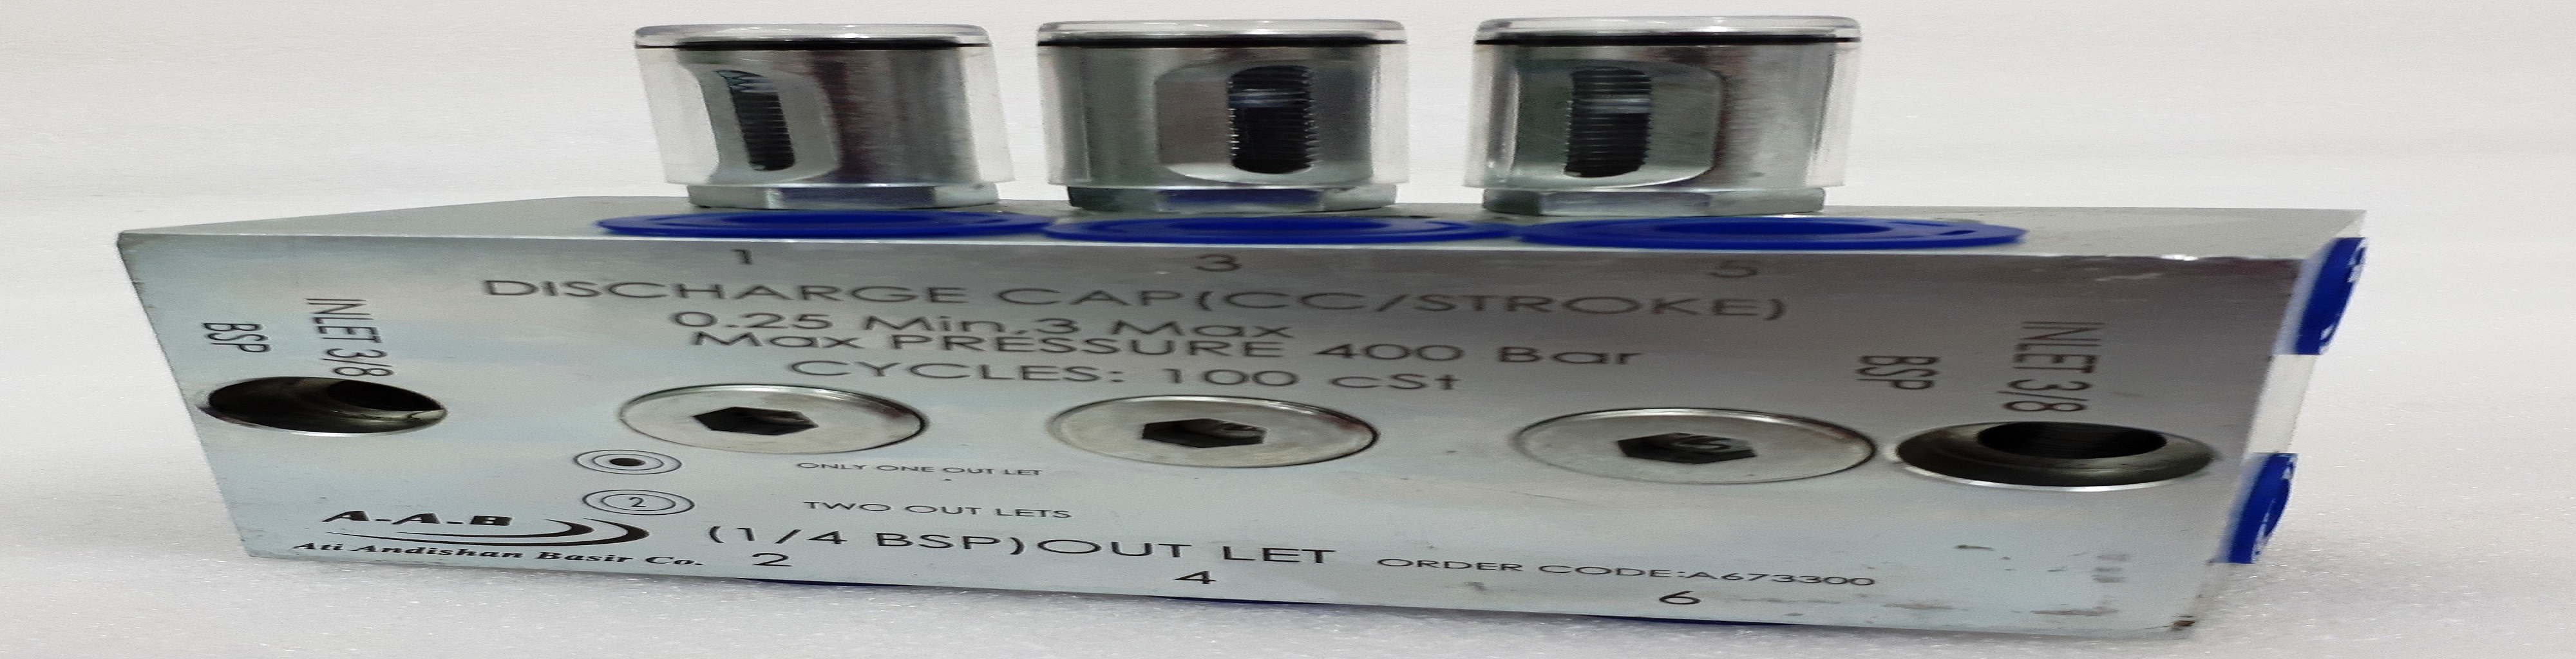 1 3 5
DISCHARGE CAP(CC/STROKE)
0.25 Min.3 Max
Max PRESSURE 400 Bar
CYCLES: 100 cSt
INLET 3/8
BSP
INLET 3/8
BSP
ONLY ONE OUT LET
2 TWO OUT LETS
A-A-B
Ati Andishan Basir Co.
(1/4 BSP)OUT LET
ORDER CODE:A673300
2 4 6